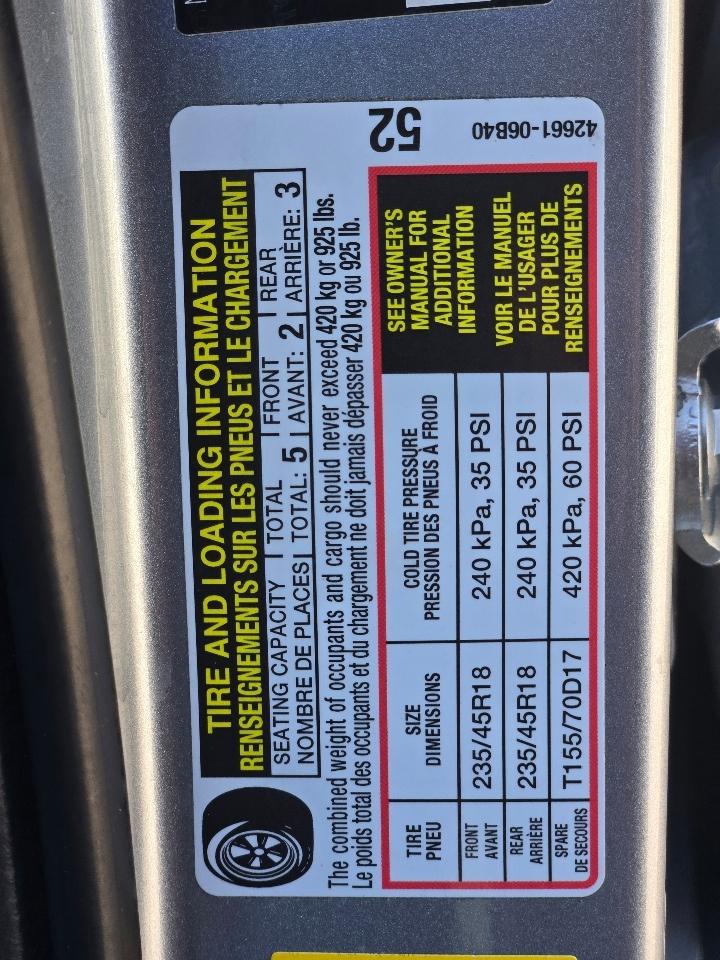 TIRE AND LOADING INFORMATION
RENSEIGNEMENTS SUR LES PNEUS ET LE CHARGEMENT
SEATING CAPACITY | TOTAL | FRONT | REAR
NOMBRE DE PLACES | TOTAL: 5 | AVANT: 2 | ARRIÈRE: 3
The combined weight of occupants and cargo should never exceed 420 kg or 925 lbs.
Le poids total des occupants et du chargement ne doit jamais dépasser 420 kg ou 925 lb.
TIRE
PNEU
SIZE
DIMENSIONS
COLD TIRE PRESSURE
PRESSION DES PNEUS À FROID
FRONT
AVANT
235/45R18
240 kPa, 35 PSI
REAR
ARRIÈRE
235/45R18
240 kPa, 35 PSI
SPARE
DE SECOURS
T155/70D17
420 kPa, 60 PSI
SEE OWNER'S
MANUAL FOR
ADDITIONAL
INFORMATION
VOIR LE MANUEL
DE L'USAGER
POUR PLUS DE
RENSEIGNEMENTS
52
42661-06B40